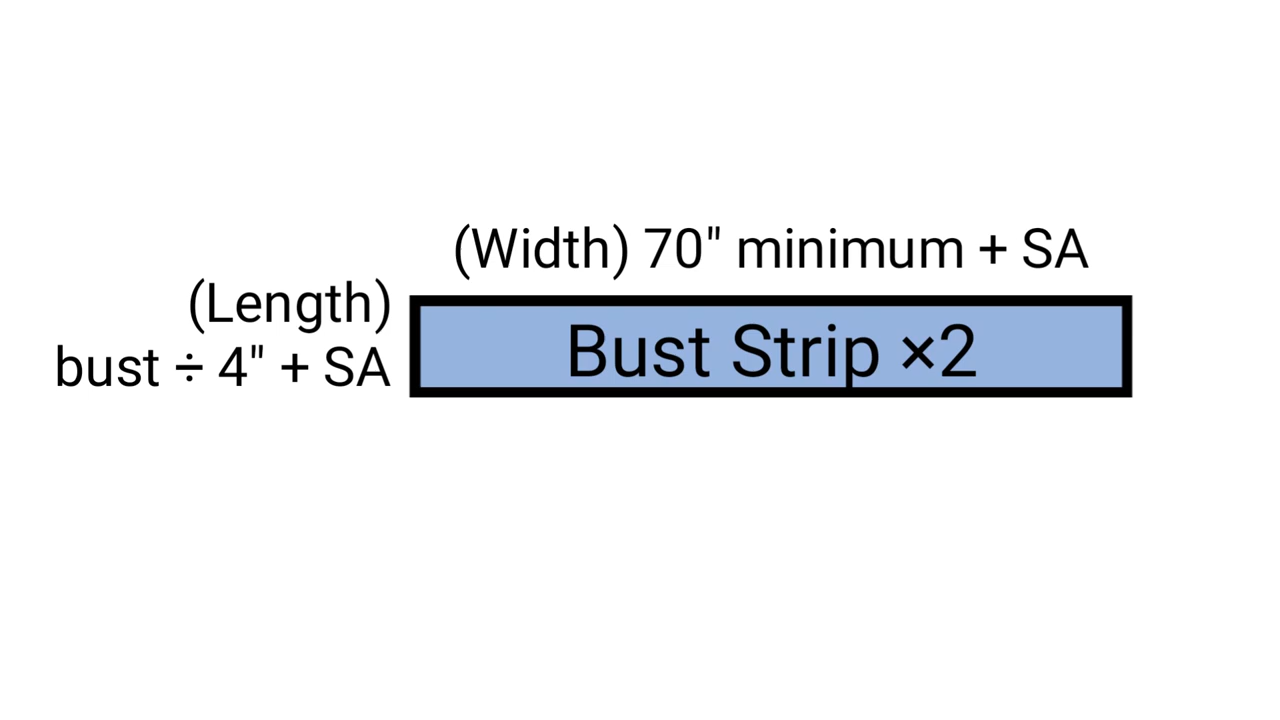 (Width) 70" minimum + SA
(Length)
bust ÷ 4" + SA
Bust Strip ×2